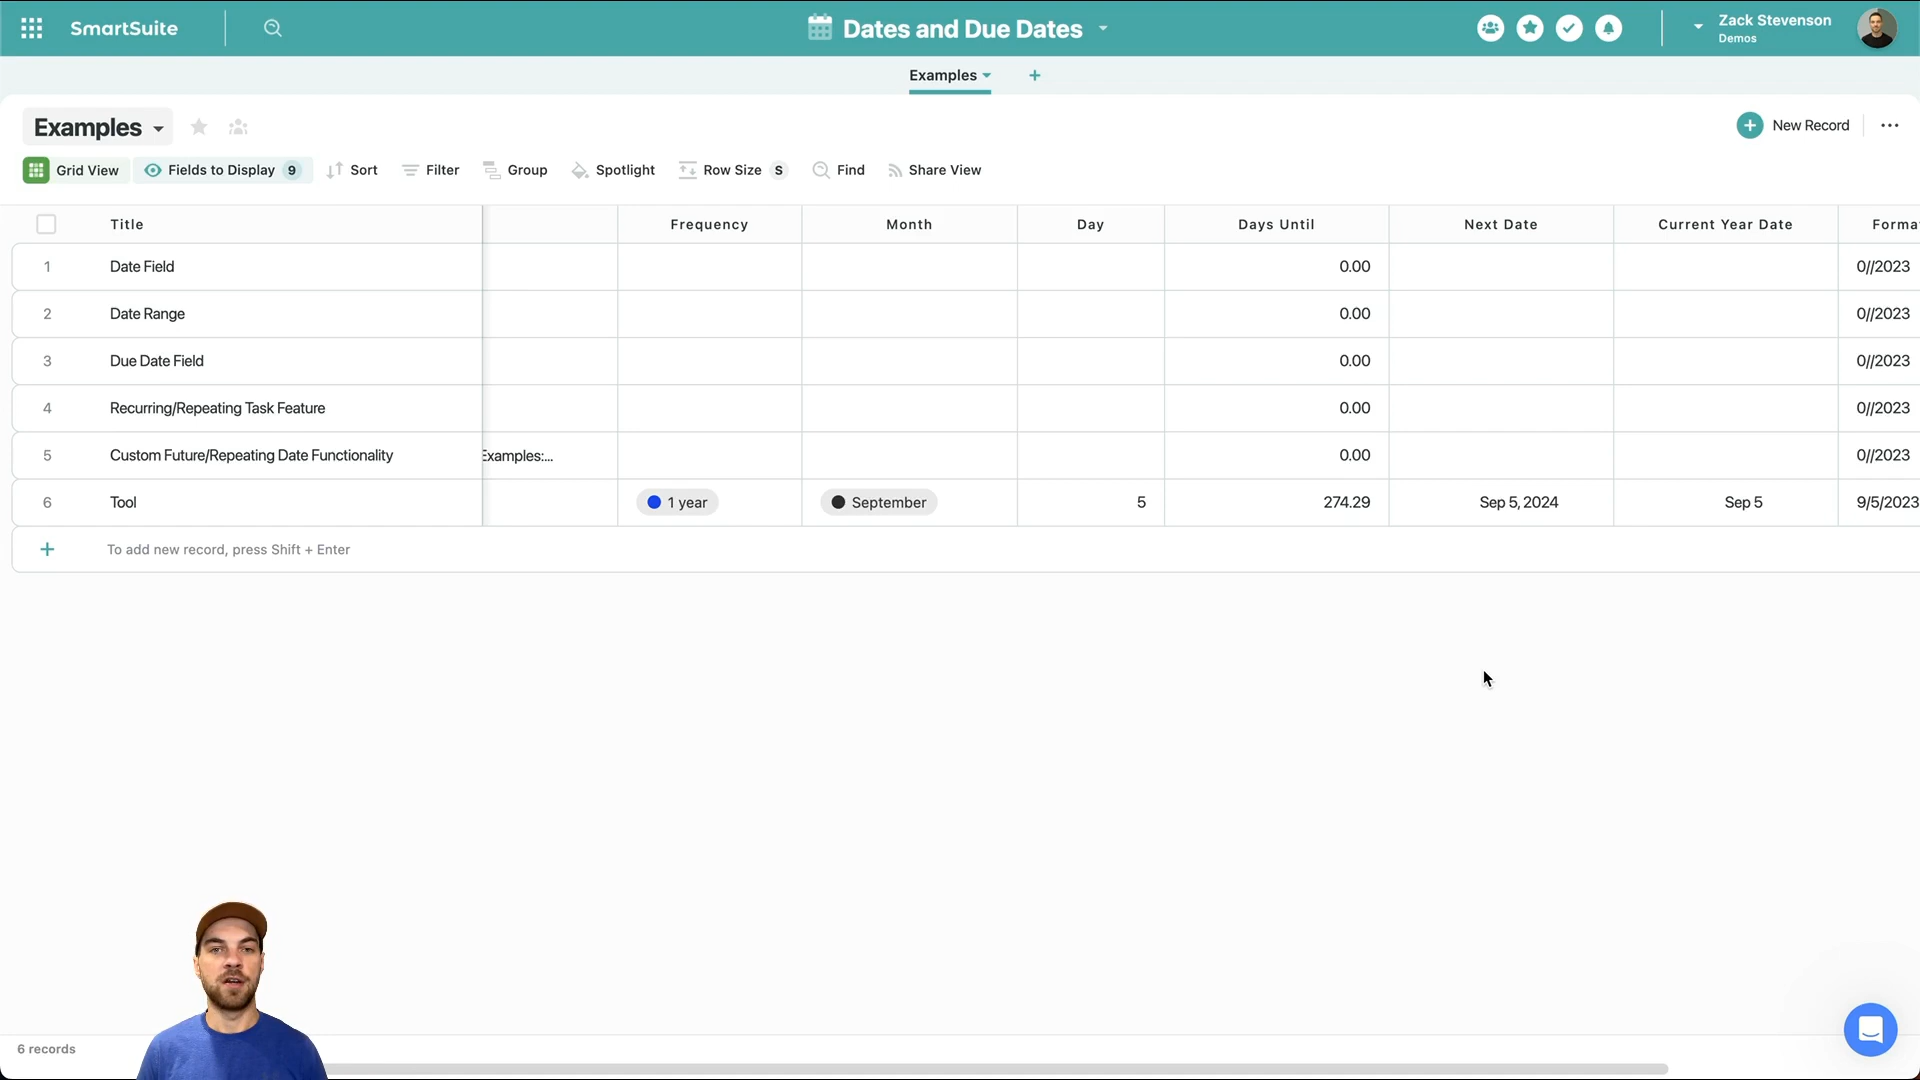 SmartSuite
Dates and Due Dates
Zack Stevenson
Demos
Examples
+
Examples
New Record
Grid View
Fields to Display 9
Sort
Filter
Group
Spotlight
Row Size S
Find
Share View
Title Frequency Month Day Days Until Next Date Current Year Date Forma
1 Date Field 0.00 0//2023
2 Date Range 0.00 0//2023
3 Due Date Field 0.00 0//2023
4 Recurring/Repeating Task Feature 0.00 0//2023
5 Custom Future/Repeating Date Functionality Examples:... 0.00 0//2023
6 Tool 1 year September 5 274.29 Sep 5, 2024 Sep 5 9/5/2023
+ To add new record, press Shift + Enter
6 records